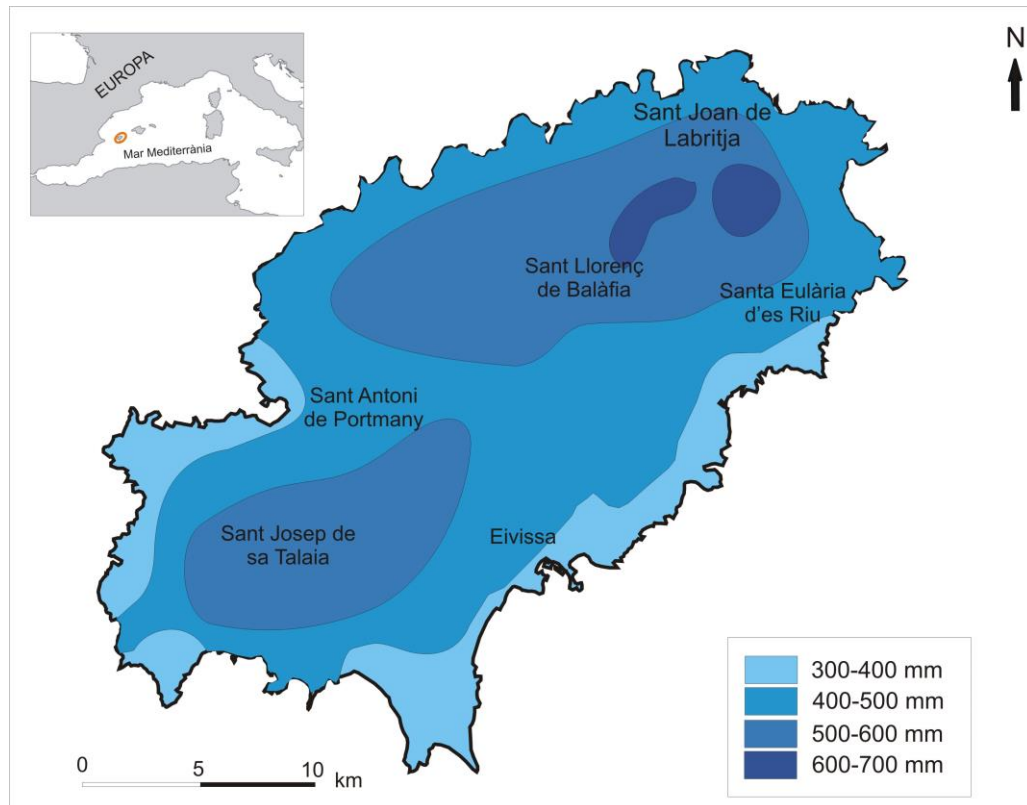 EUROPA
Mar Mediterrània
N
Sant Joan de
Labritja
Sant Llorenç
de Balàfia
Santa Eulària
d'es Riu
Sant Antoni
de Portmany
Sant Josep de
sa Talaia
Eivissa
300-400 mm
400-500 mm
500-600 mm
600-700 mm
0 5 10
km